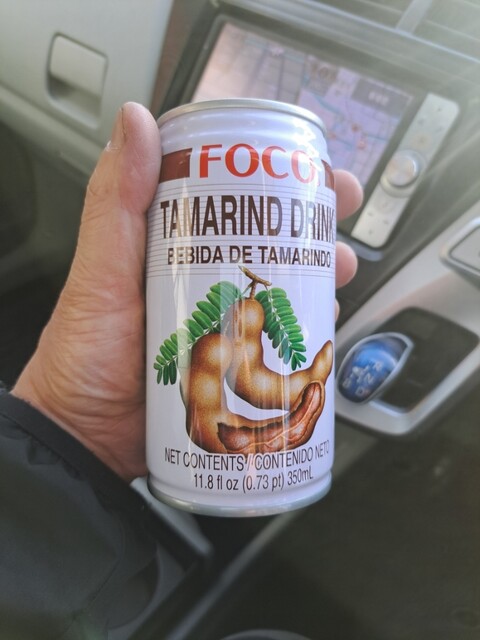 FOCO
TAMARIND DRINK
BEBIDA DE TAMARINDO
NET CONTENTS / CONTENIDO NETO
11.8 fl oz (0.73 pt) 350mL